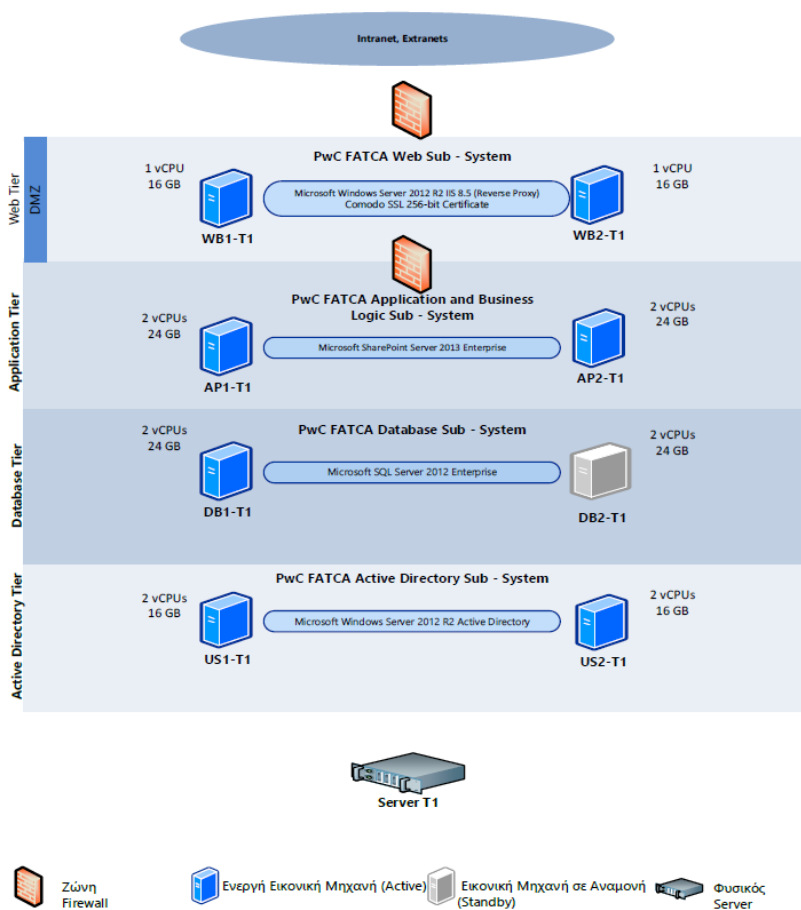 Intranet, Extranets
Web Tier
DMZ
PwC FATCA Web Sub - System
1 vCPU
16 GB
WB1-T1
Microsoft Windows Server 2012 R2 IIS 8.5 (Reverse Proxy)
Comodo SSL 256-bit Certificate
1 vCPU
16 GB
WB2-T1
Application Tier
PwC FATCA Application and Business
Logic Sub - System
2 vCPUs
24 GB
AP1-T1
Microsoft SharePoint Server 2013 Enterprise
2 vCPUs
24 GB
AP2-T1
Database Tier
PwC FATCA Database Sub - System
2 vCPUs
24 GB
DB1-T1
Microsoft SQL Server 2012 Enterprise
2 vCPUs
24 GB
DB2-T1
Active Directory Tier
PwC FATCA Active Directory Sub - System
2 vCPUs
16 GB
US1-T1
Microsoft Windows Server 2012 R2 Active Directory
2 vCPUs
16 GB
US2-T1
Server T1
Ζώνη
Firewall
Ενεργή Εικονική Μηχανή (Active)
Εικονική Μηχανή σε Αναμονή
(Standby)
Φυσικός
Server